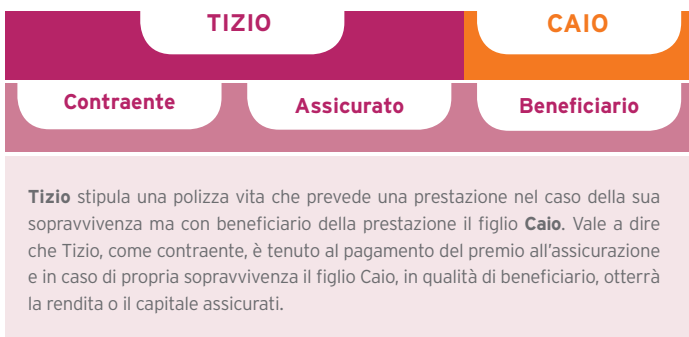 TIZIO CAIO
Contraente Assicurato Beneficiario
Tizio stipula una polizza vita che prevede una prestazione nel caso della sua
sopravvivenza ma con beneficiario della prestazione il figlio Caio. Vale a dire
che Tizio, come contraente, è tenuto al pagamento del premio all'assicurazione
e in caso di propria sopravvivenza il figlio Caio, in qualità di beneficiario, otterrà
la rendita o il capitale assicurati.